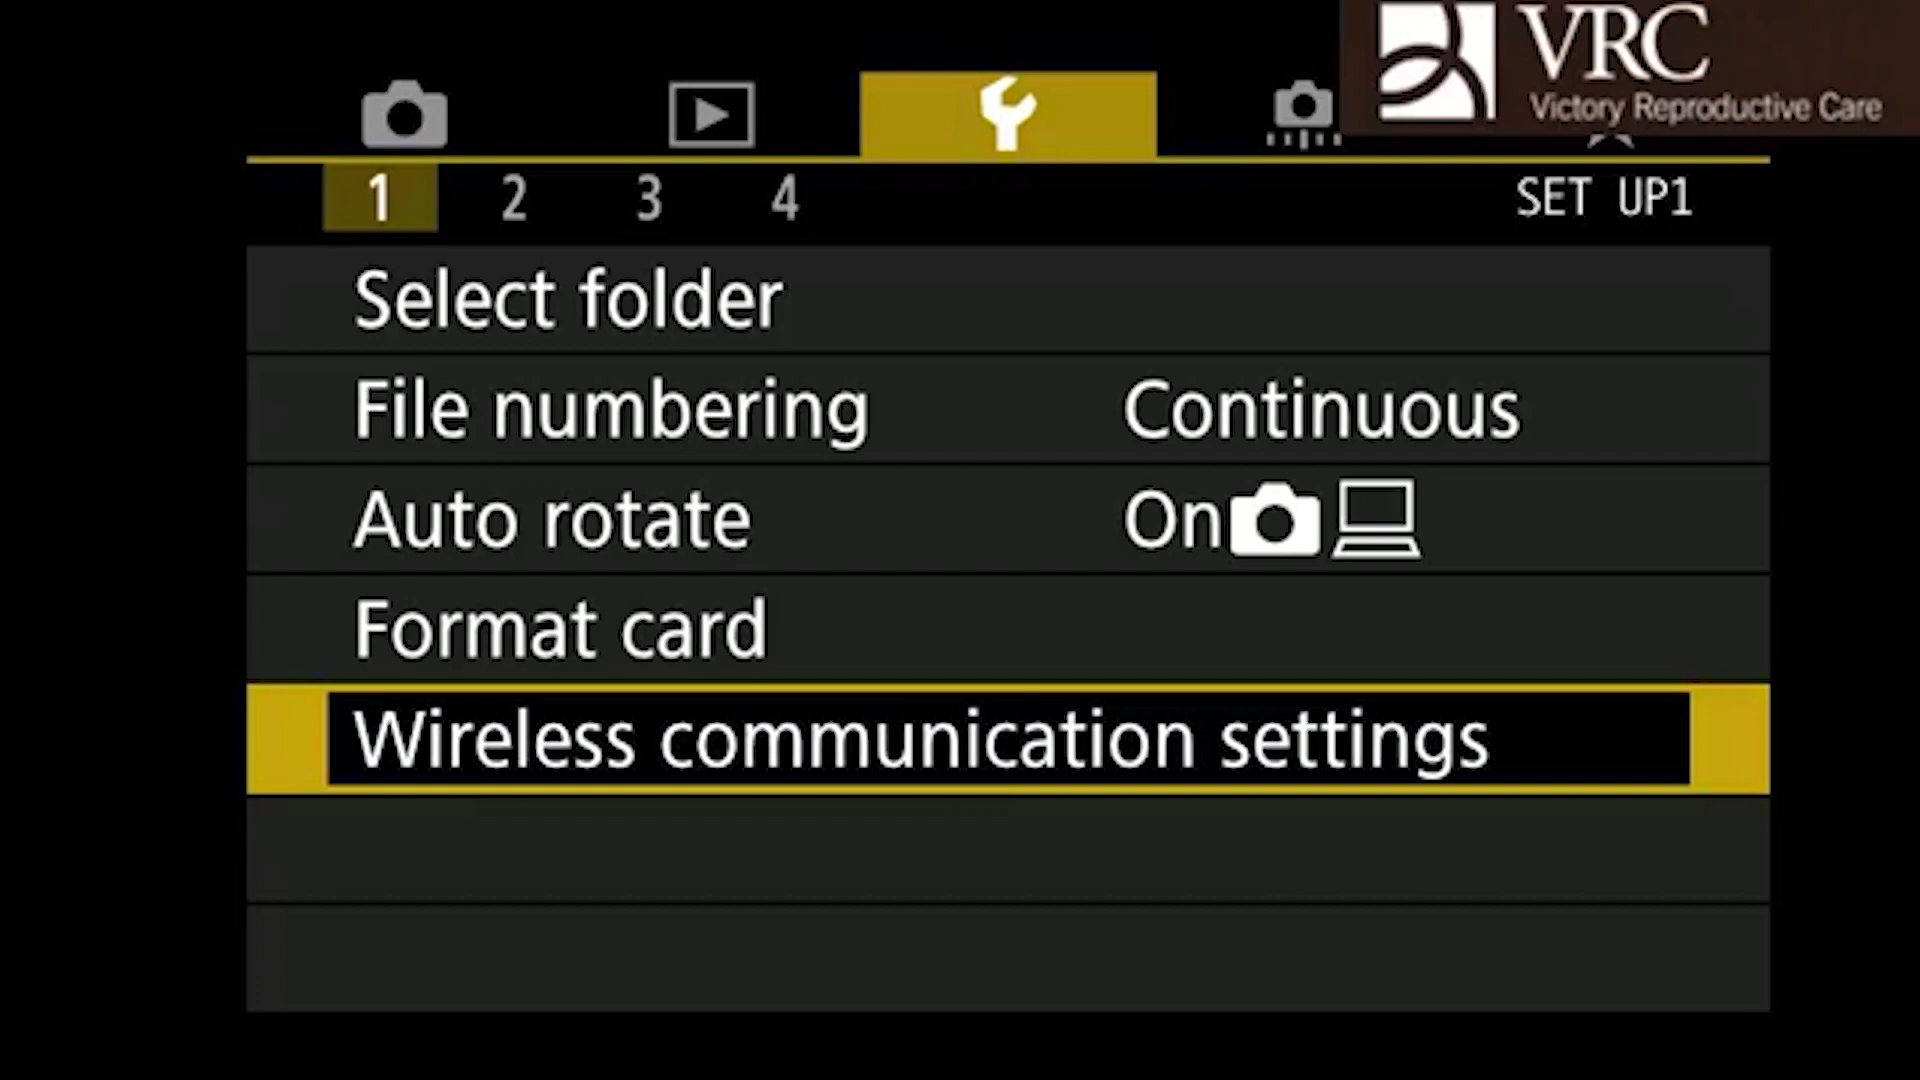 VRC
Victory Reproductive Care
1 2 3 4 SET UP1
Select folder
File numbering Continuous
Auto rotate On
Format card
Wireless communication settings